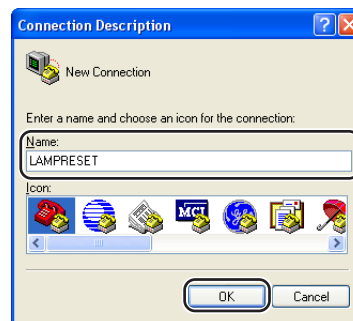 Connection Description
New Connection
Enter a name and choose an icon for the connection:
Name:
LAMPRESET
Icon:
MCI
OK
Cancel